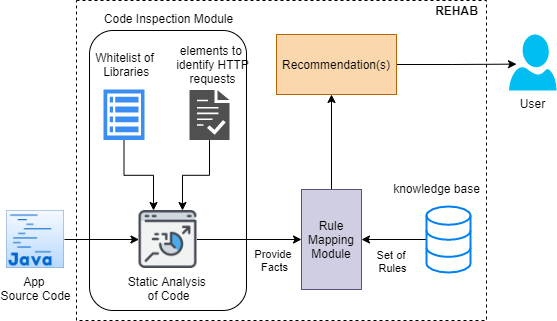 REHAB
Code Inspection Module
Whitelist of
Libraries
elements to
identify HTTP
requests
Recommendation(s)
User
knowledge base
Java
App
Source Code
Static Analysis
of Code
Provide
Facts
Rule
Mapping
Module
Set of
Rules